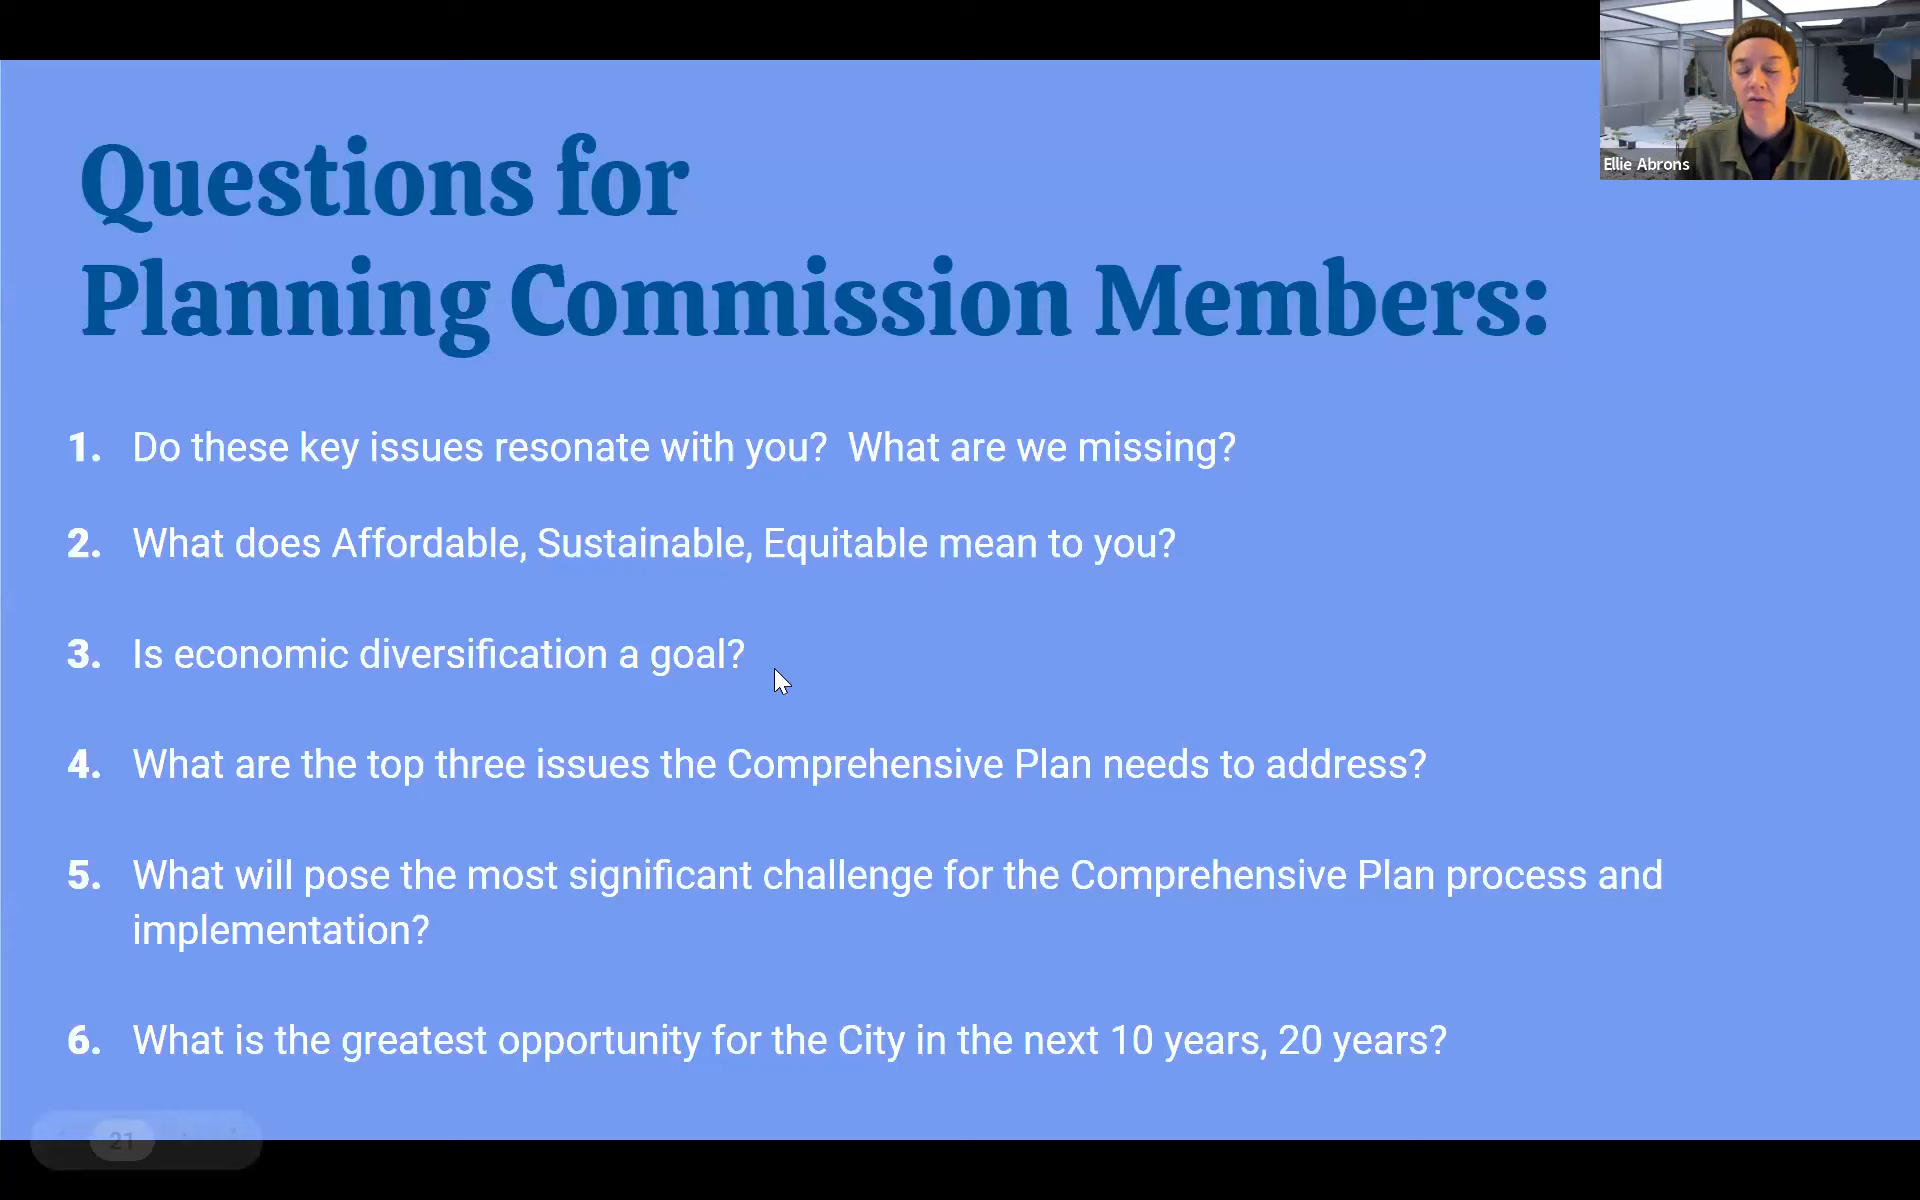 Ellie Abrons
Questions for
Planning Commission Members:
1. Do these key issues resonate with you?  What are we missing?
2. What does Affordable, Sustainable, Equitable mean to you?
3. Is economic diversification a goal?
4. What are the top three issues the Comprehensive Plan needs to address?
5. What will pose the most significant challenge for the Comprehensive Plan process and
implementation?
6. What is the greatest opportunity for the City in the next 10 years, 20 years?
21